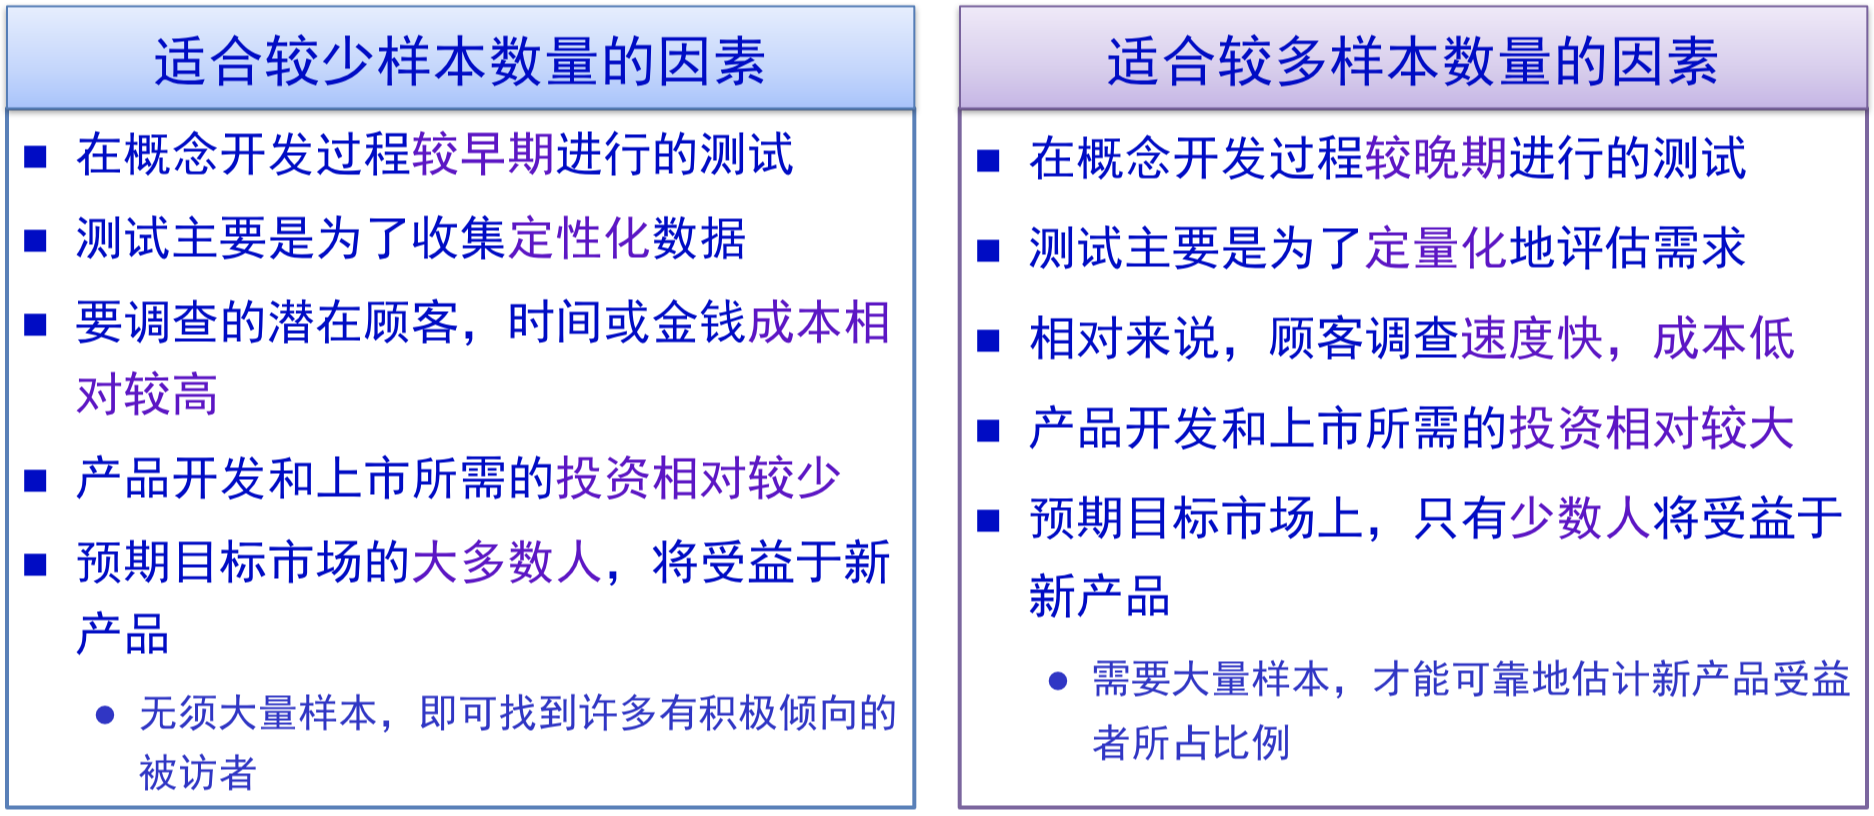 适合较少样本数量的因素
■ 在概念开发过程较早期进行的测试
■ 测试主要是为了收集定性化数据
■ 要调查的潜在顾客，时间或金钱成本相
对较高
■ 产品开发和上市所需的投资相对较少
■ 预期目标市场的大多数人，将受益于新
产品
● 无须大量样本，即可找到许多有积极倾向的
被访者
适合较多样本数量的因素
■ 在概念开发过程较晚期进行的测试
■ 测试主要是为了定量化地评估需求
■ 相对来说，顾客调查速度快，成本低
■ 产品开发和上市所需的投资相对较大
■ 预期目标市场上，只有少数人将受益于
新产品
● 需要大量样本，才能可靠地估计新产品受益
者所占比例